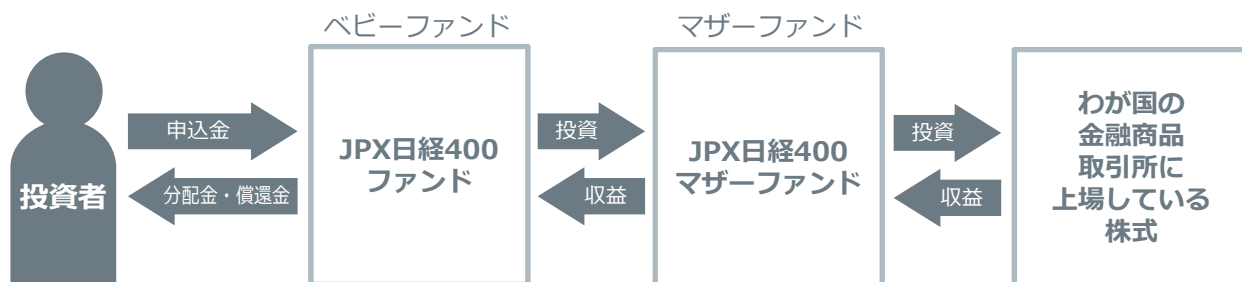 ベビーファンド
マザーファンド
投資者
申込金
分配金・償還金
JPX日経400
ファンド
投資
収益
JPX日経400
マザーファンド
投資
収益
わが国の
金融商品
取引所に
上場している
株式